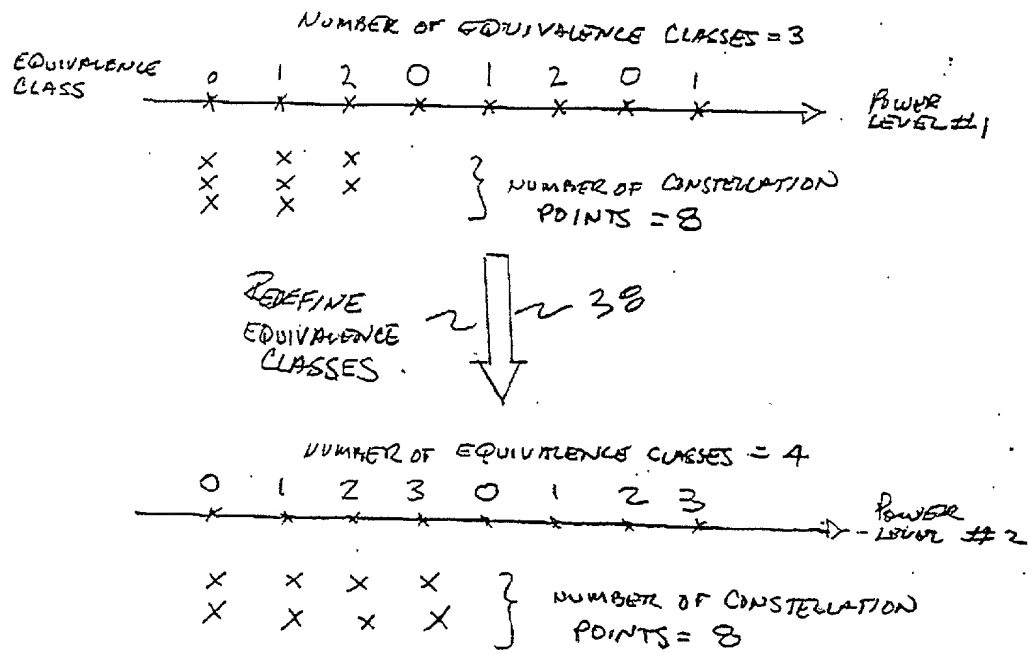 NUMBER OF EQUIVALENCE CLASSES = 3
EQUIVALENCE
CLASS
0 1 2 0 1 2 0 1
POWER
LEVEL #1
NUMBER OF CONSTELLATION
POINTS = 8
REDEFINE
EQUIVALENCE
CLASSES
38
NUMBER OF EQUIVALENCE CLASSES = 4
0 1 2 3 0 1 2 3
POWER
LEVEL #2
NUMBER OF CONSTELLATION
POINTS = 8